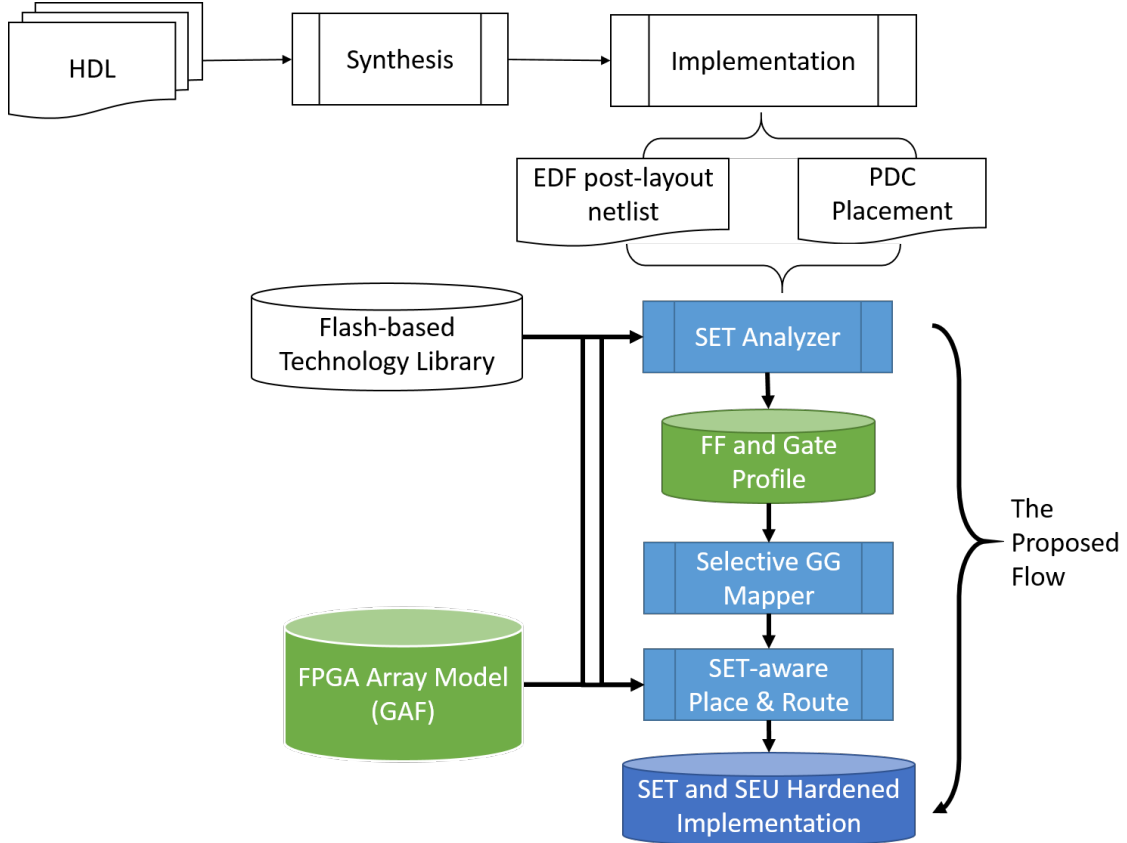 HDL
Synthesis
Implementation
EDF post-layout
netlist
PDC
Placement
Flash-based
Technology Library
SET Analyzer
FF and Gate
Profile
The
Proposed
Flow
Selective GG
Mapper
FPGA Array Model
(GAF)
SET-aware
Place & Route
SET and SEU Hardened
Implementation